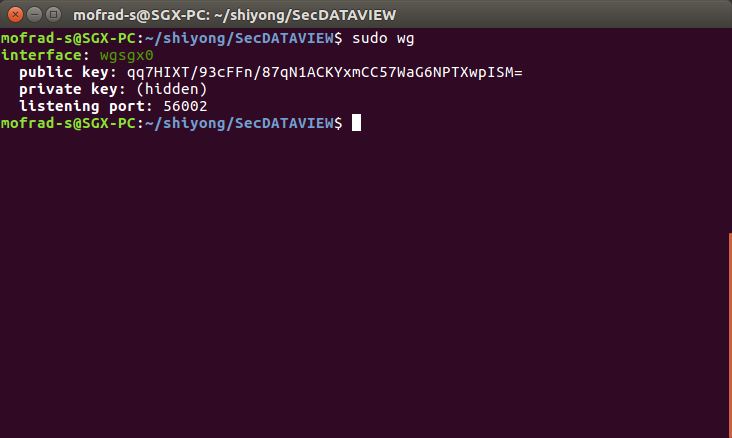 mofrad-s@SGX-PC: ~/shiyong/SecDATAVIEW
mofrad-s@SGX-PC:~/shiyong/SecDATAVIEW$ sudo wg
interface: wgsgx0
  public key: qq7HIXT/93cFFn/87qN1ACKYxmCC57WaG6NPTXwpISM=
  private key: (hidden)
  listening port: 56002
mofrad-s@SGX-PC:~/shiyong/SecDATAVIEW$